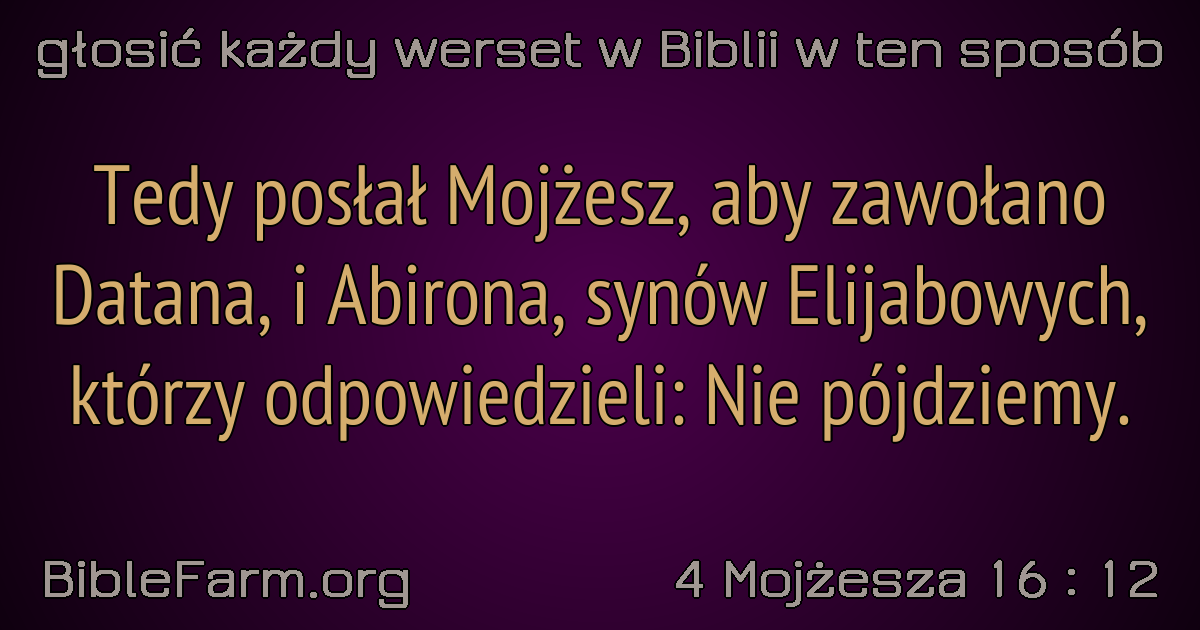 głosić każdy werset w Biblii w ten sposób
Tedy posłał Mojżesz, aby zawołano
Datana, i Abirona, synów Elijabowych,
którzy odpowiedzieli: Nie pójdziemy.
BibleFarm.org
4 Mojżesza 16 : 12